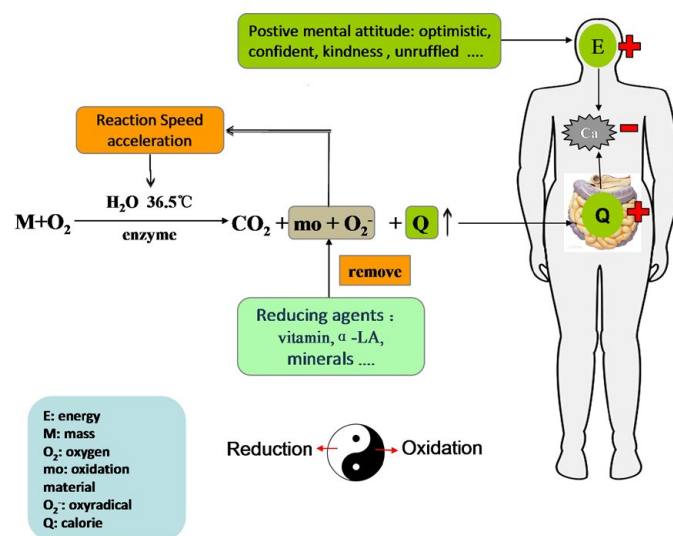 Postive mental attitude: optimistic,
confident, kindness , unruffled ....
E
Reaction Speed
acceleration
Ca
H₂O 36.5℃
M+O₂
enzyme
CO₂ + mo + O₂⁻ + Q
Q
remove
Reducing agents :
vitamin, α -LA,
minerals ....
E: energy
M: mass
O₂: oxygen
mo: oxidation
material
O₂⁻: oxyradical
Q: calorie
Reduction
Oxidation